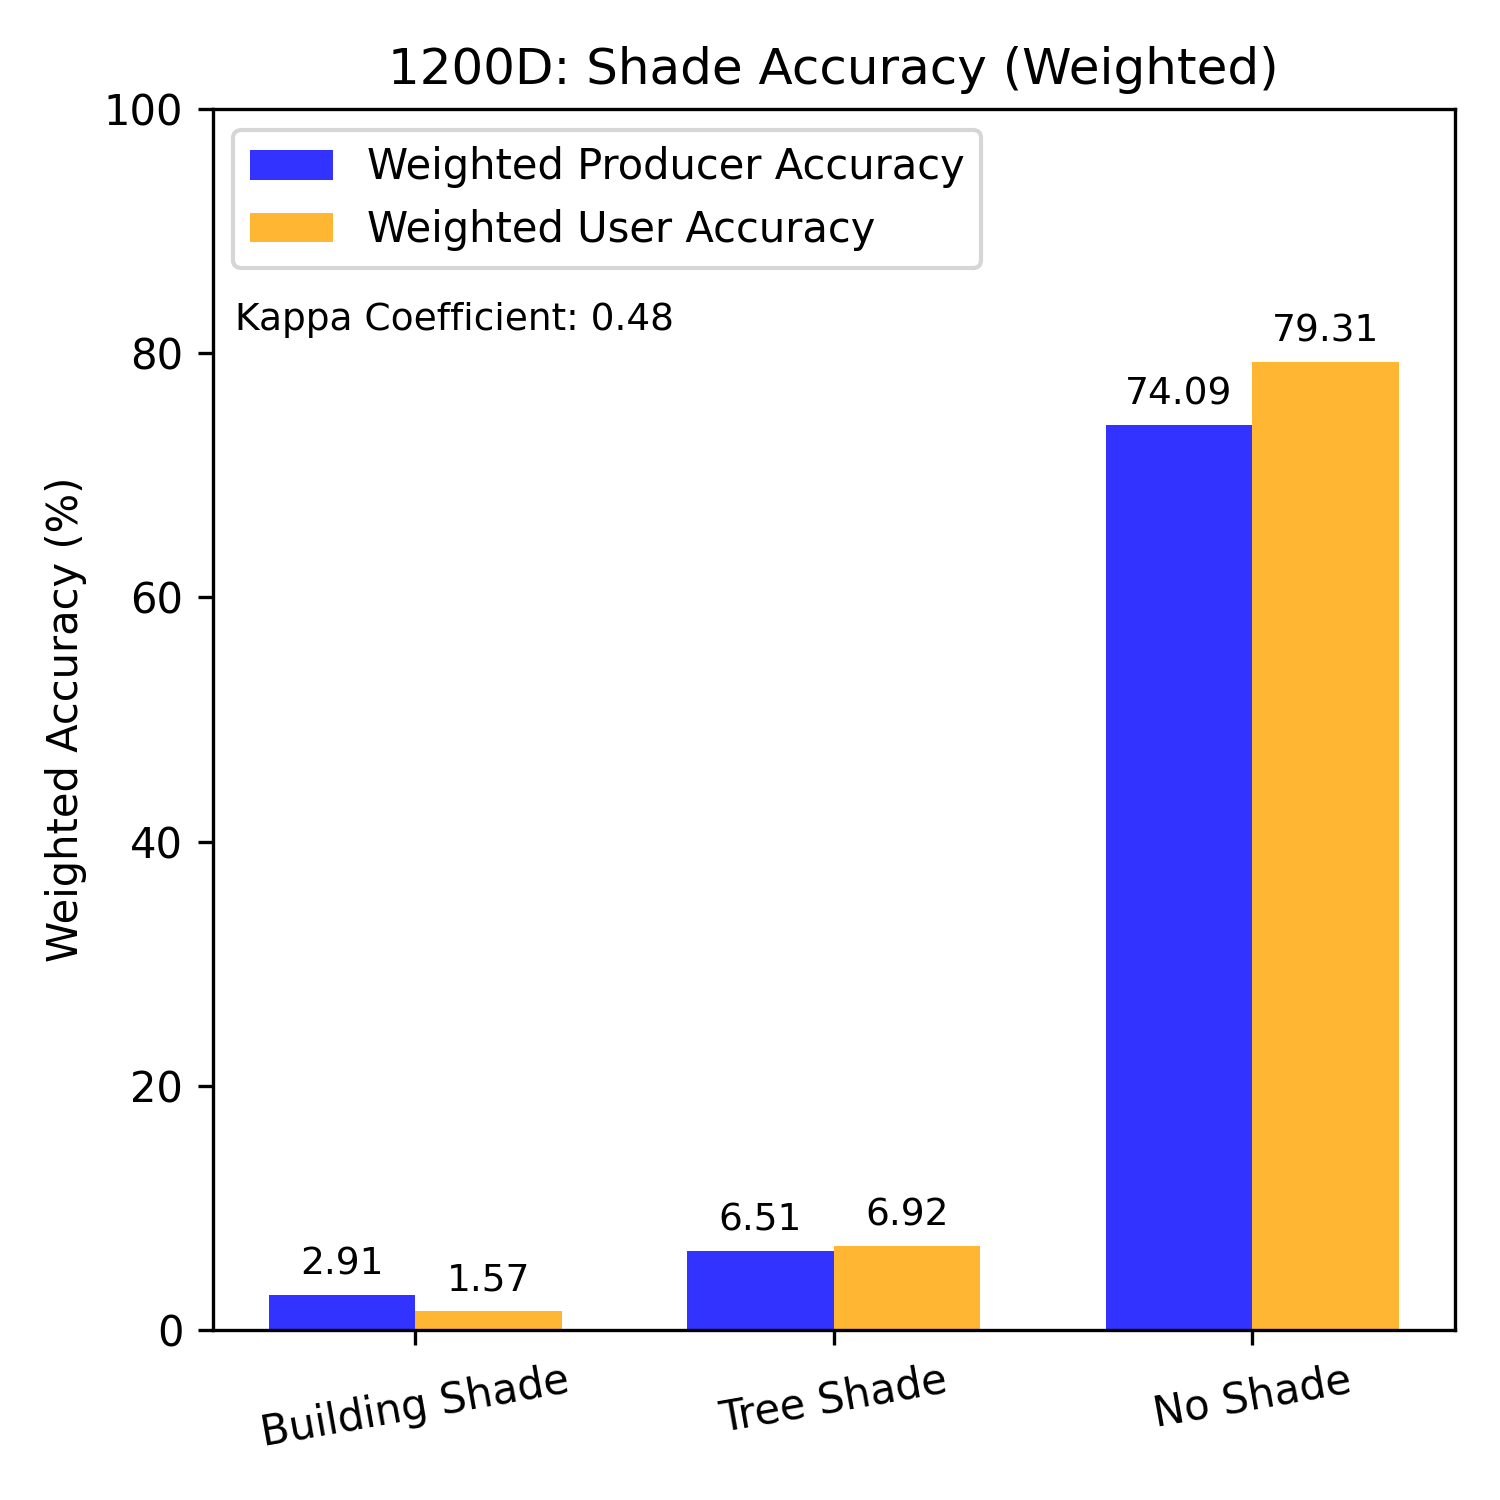 1200D: Shade Accuracy (Weighted)
Weighted Producer Accuracy
Weighted User Accuracy
Kappa Coefficient: 0.48
Weighted Accuracy (%)
100
80
60
40
20
0
2.91
1.57
6.51
6.92
74.09
79.31
Building Shade
Tree Shade
No Shade